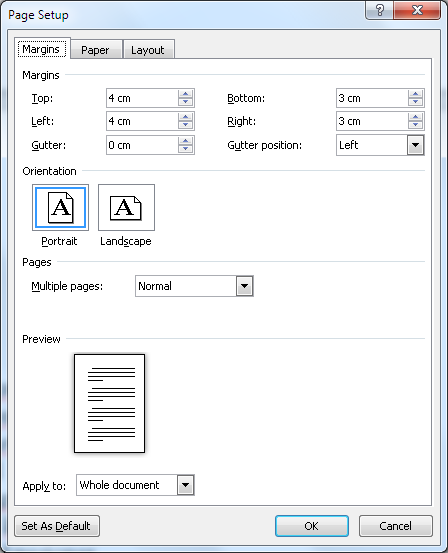 Page Setup
Margins Paper Layout
Margins
Top: 4 cm Bottom: 3 cm
Left: 4 cm Right: 3 cm
Gutter: 0 cm Gutter position: Left
Orientation
A A
Portrait Landscape
Pages
Multiple pages: Normal
Preview
Apply to: Whole document
Set As Default OK Cancel